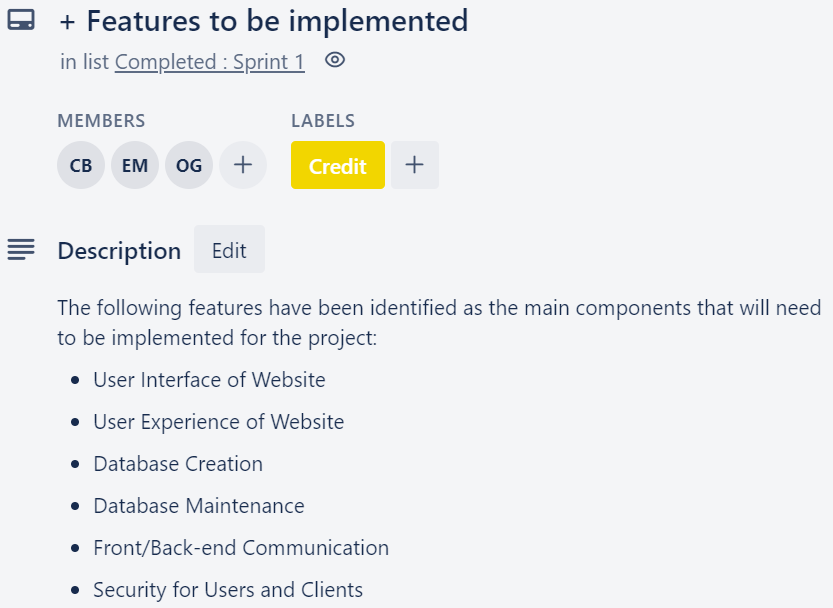 + Features to be implemented
in list Completed : Sprint 1
MEMBERS
LABELS
CB EM OG +
Credit +
Description Edit
The following features have been identified as the main components that will need
to be implemented for the project:
• User Interface of Website
• User Experience of Website
• Database Creation
• Database Maintenance
• Front/Back-end Communication
• Security for Users and Clients